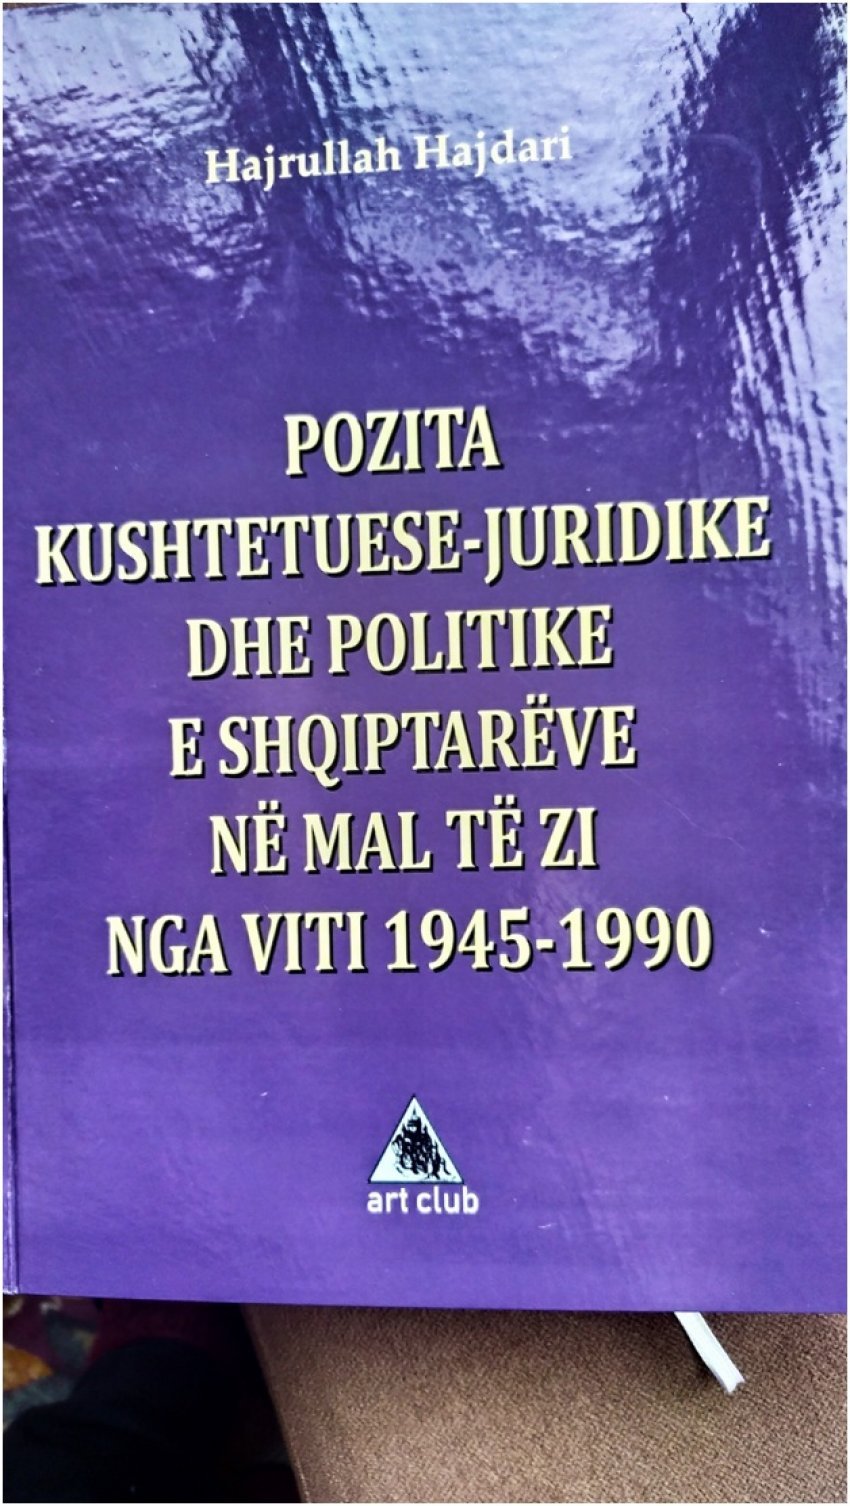 Hajrullah Hajdari
POZITA
KUSHTETUESE-JURIDIKE
DHE POLITIKE
E SHQIPTARËVE
NË MAL TË ZI
NGA VITI 1945-1990
art club